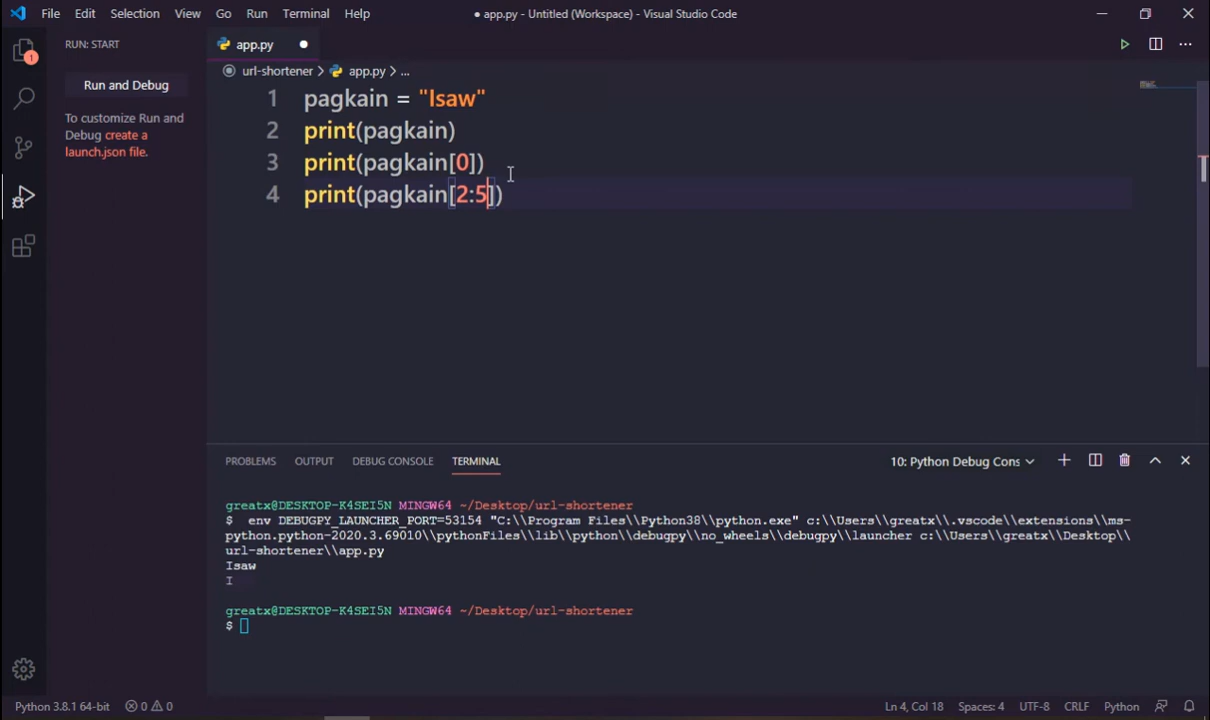 File Edit Selection View Go Run Terminal Help ● app.py - Untitled (Workspace) - Visual Studio Code
RUN: START
app.py
1
Run and Debug
url-shortener > app.py > ...
To customize Run and
Debug create a
launch.json file.
1 pagkain = "Isaw"
2 print(pagkain)
3 print(pagkain[0])
4 print(pagkain[2:5])
PROBLEMS OUTPUT DEBUG CONSOLE TERMINAL 10: Python Debug Cons
greatx@DESKTOP-K4SEI5N MINGW64 ~/Desktop/url-shortener
$ env DEBUGPY_LAUNCHER_PORT=53154 "C:\\Program Files\\Python38\\python.exe" c:\\Users\\greatx\\.vscode\\extensions\\ms-
python.python-2020.3.69010\\pythonFiles\\lib\\python\\debugpy\\no_wheels\\debugpy\\launcher c:\\Users\\greatx\\Desktop\\
url-shortener\\app.py
Isaw
I
greatx@DESKTOP-K4SEI5N MINGW64 ~/Desktop/url-shortener
$
Python 3.8.1 64-bit 0 0 Ln 4, Col 18 Spaces: 4 UTF-8 CRLF Python